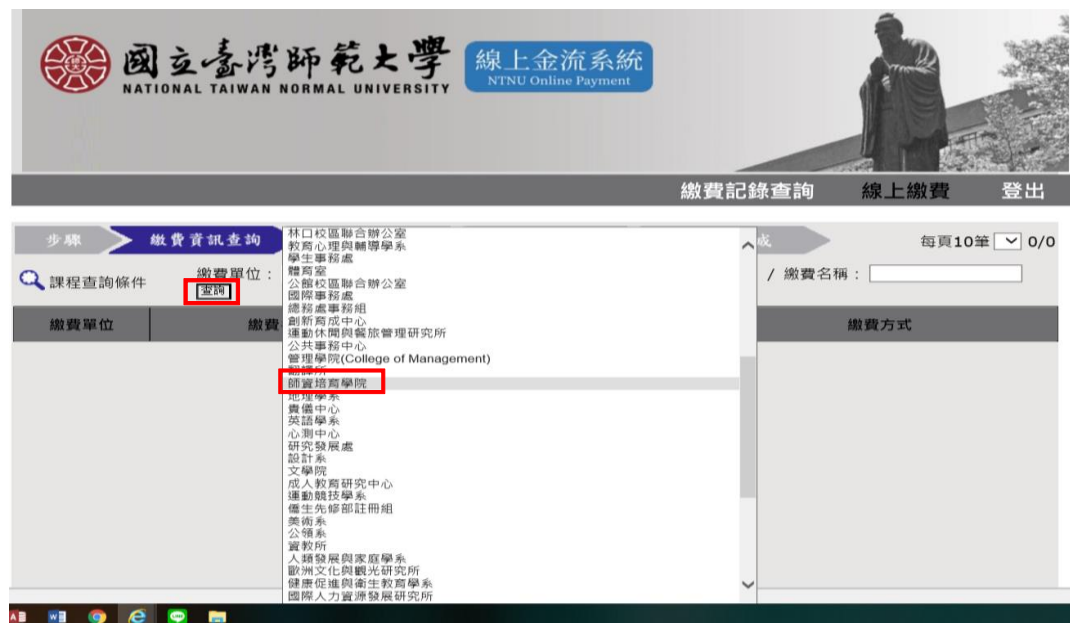 國立臺灣師範大學
NATIONAL TAIWAN NORMAL UNIVERSITY
線上金流系統
NTNU Online Payment
繳費記錄查詢 線上繳費 登出
步驟 繳費資訊查詢 成 每頁10筆 0/0
課程查詢條件 繳費單位： / 繳費名稱：
查詢
繳費單位 繳費 繳費方式
林口校區聯合辦公室
教育心理與輔導學系
學生事務處
體育室
公館校區聯合辦公室
國際事務處
總務處事務組
創新育成中心
運動休閒與餐旅管理研究所
公共事務中心
管理學院(College of Management)
翻譯所
師資培育學院
地理學系
貴儀中心
英語學系
心測中心
研究發展處
設計系
文學院
成人教育研究中心
運動競技學系
僑生先修部註冊組
美術系
公領系
資教所
人類發展與家庭學系
歐洲文化與觀光研究所
健康促進與衛生教育學系
國際人力資源發展研究所